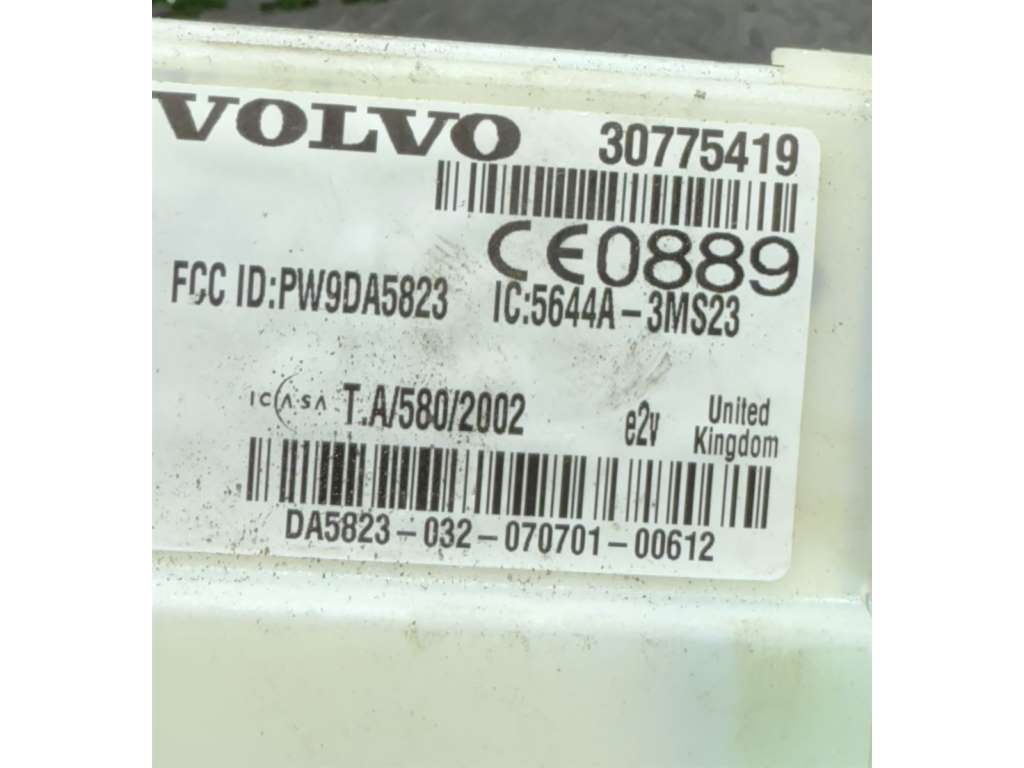 VOLVO 30775419
CE0889
FCC ID:PW9DA5823 IC:5644A-3MS23
ICASA T.A/580/2002 e2v United Kingdom
DA5823-032-070701-00612